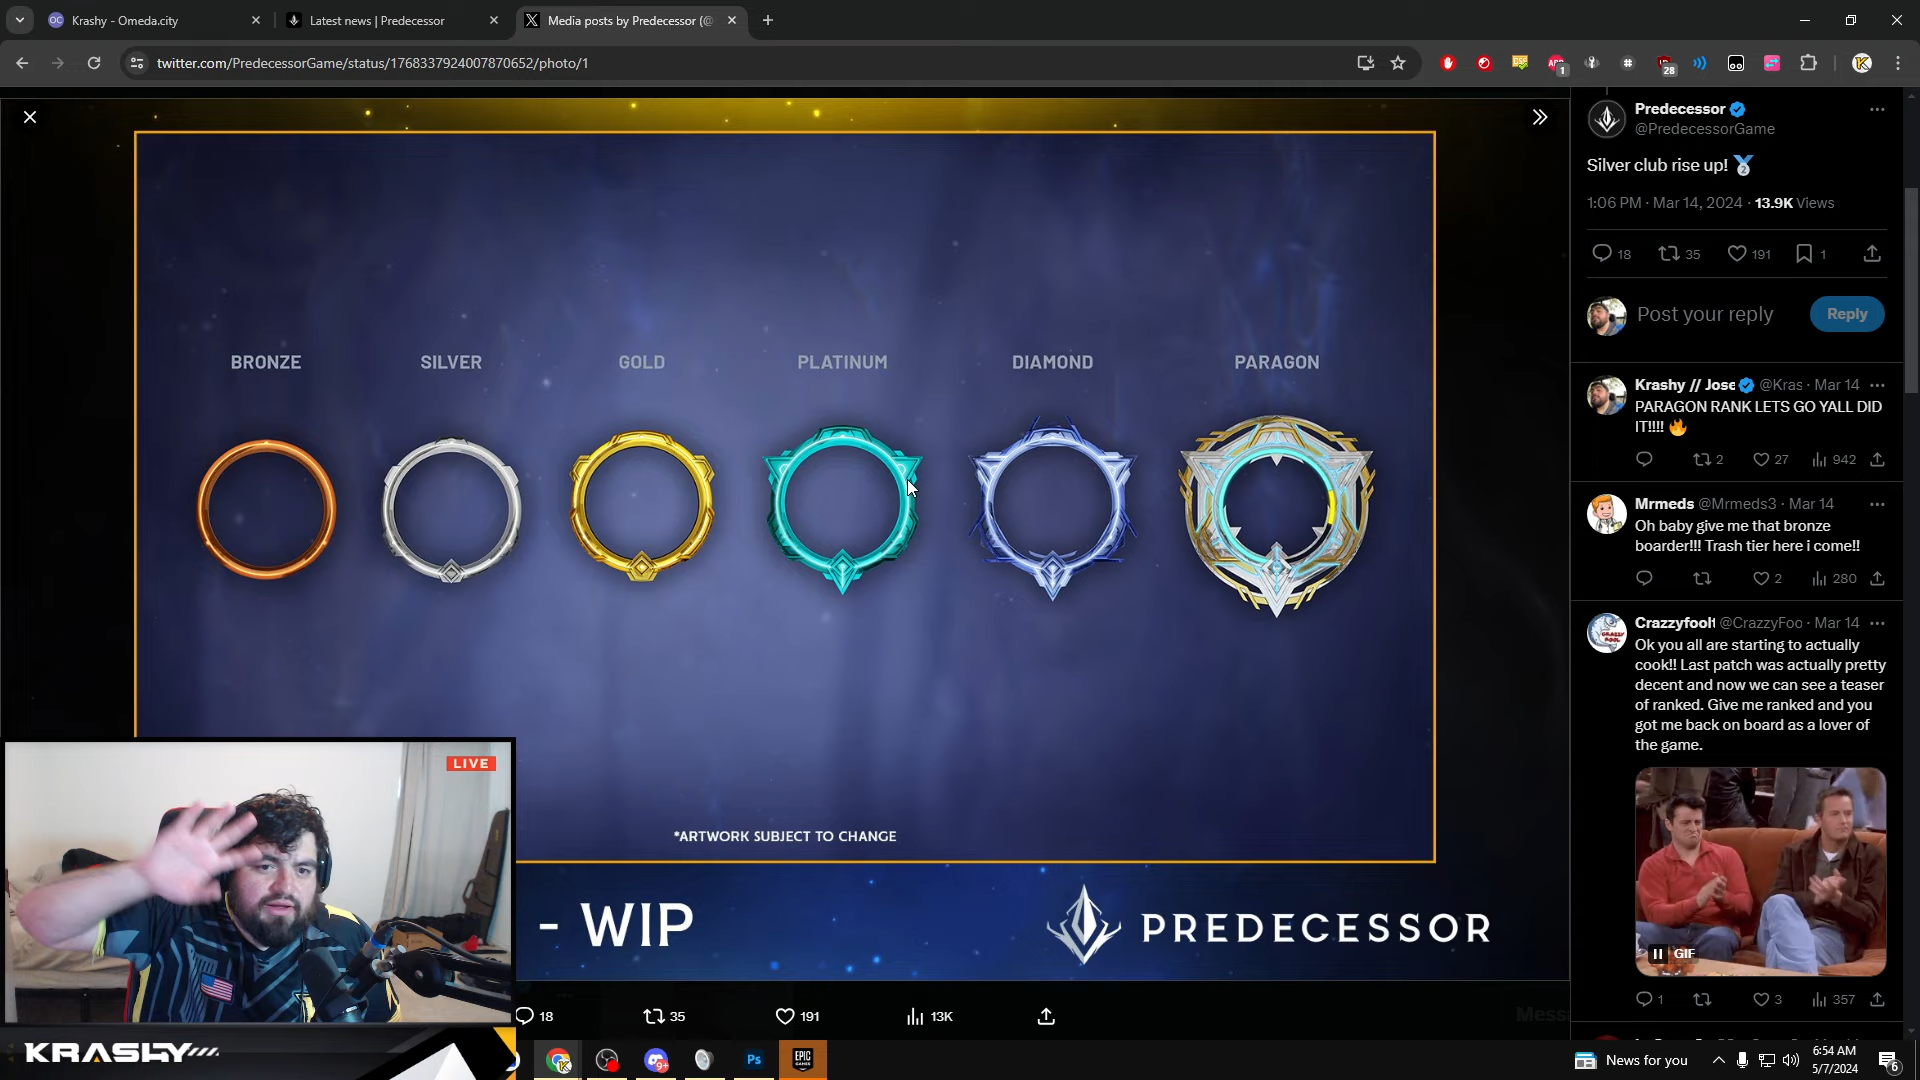 Krashy - Omeda.city
Latest news | Predecessor
Media posts by Predecessor (@
twitter.com/PredecessorGame/status/1768337924007870652/photo/1
1
28
BRONZE
SILVER
GOLD
PLATINUM
DIAMOND
PARAGON
*ARTWORK SUBJECT TO CHANGE
- WIP
PREDECESSOR
LIVE
KRASHY
18
35
191
13K
Predecessor
@PredecessorGame
Silver club rise up!
1:06 PM · Mar 14, 2024 · 13.9K Views
18
35
191
1
Post your reply
Reply
Krashy // Jose @Kras · Mar 14
PARAGON RANK LETS GO YALL DID
IT!!!!
2
27
942
Mrmeds @Mrmeds3 · Mar 14
Oh baby give me that bronze
boarder!!! Trash tier here i come!!
2
280
Crazzyfool @CrazzyFoo · Mar 14
Ok you all are starting to actually
cook!! Last patch was actually pretty
decent and now we can see a teaser
of ranked. Give me ranked and you
got me back on board as a lover of
the game.
GIF
1
3
357
9+
Ps
EPIC
GAMES
News for you
6:54 AM
5/7/2024
6